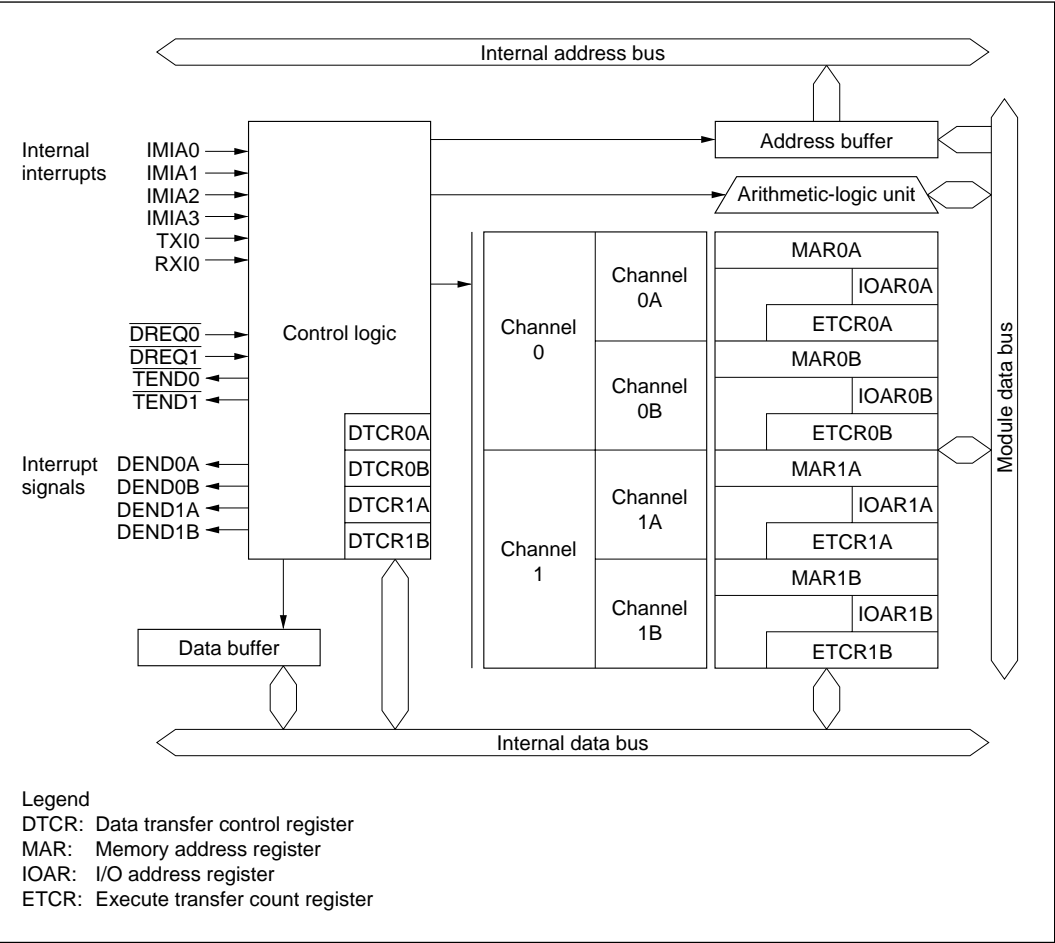 Internal address bus
Internal
interrupts
IMIA0
IMIA1
IMIA2
IMIA3
TXI0
RXI0
DREQ0
DREQ1
TEND0
TEND1
Interrupt
signals
DEND0A
DEND0B
DEND1A
DEND1B
Control logic
DTCR0A
DTCR0B
DTCR1A
DTCR1B
Data buffer
Address buffer
Arithmetic-logic unit
Channel
0
Channel
0A
Channel
0B
Channel
1
Channel
1A
Channel
1B
MAR0A
IOAR0A
ETCR0A
MAR0B
IOAR0B
ETCR0B
MAR1A
IOAR1A
ETCR1A
MAR1B
IOAR1B
ETCR1B
Module data bus
Internal data bus
Legend
DTCR: Data transfer control register
MAR: Memory address register
IOAR: I/O address register
ETCR: Execute transfer count register